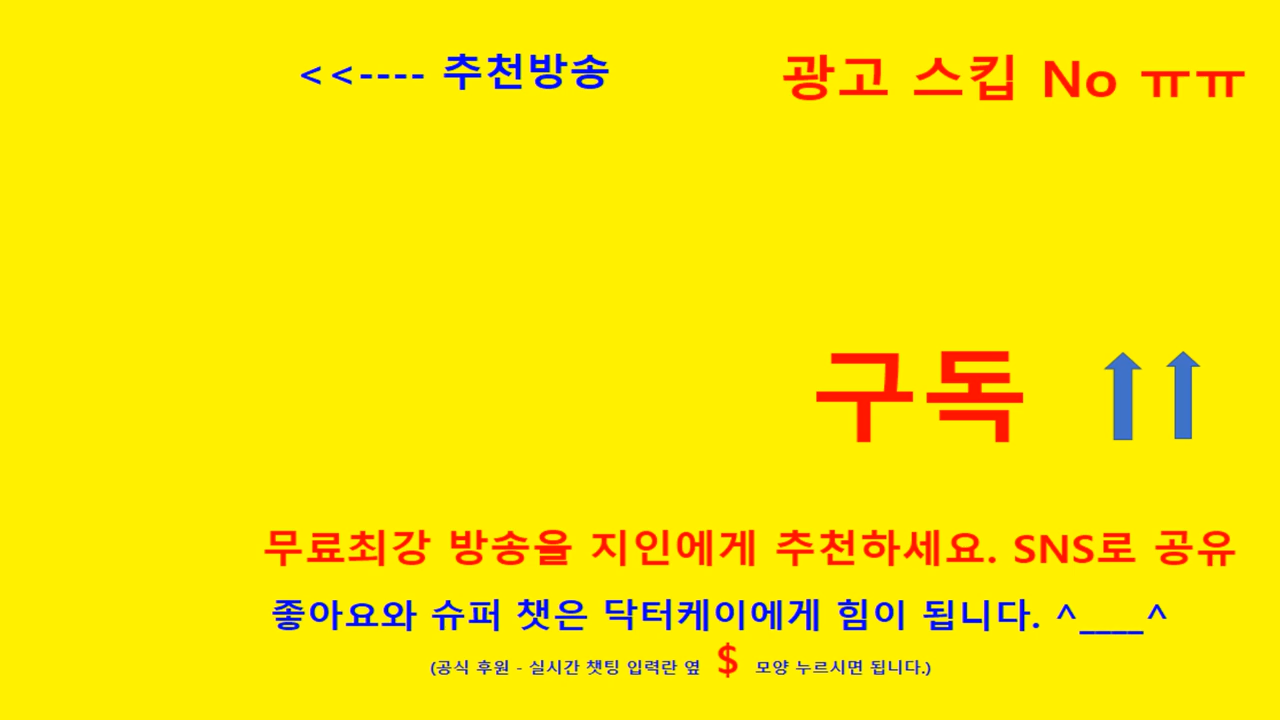 <<---- 추천방송
광고 스킵 No ㅠㅠ
구독
무료최강 방송을 지인에게 추천하세요. SNS로 공유
좋아요와 슈퍼 챗은 닥터케이에게 힘이 됩니다. ^____^
(공식 후원 - 실시간 챗팅 입력란 옆 $ 모양 누르시면 됩니다.)